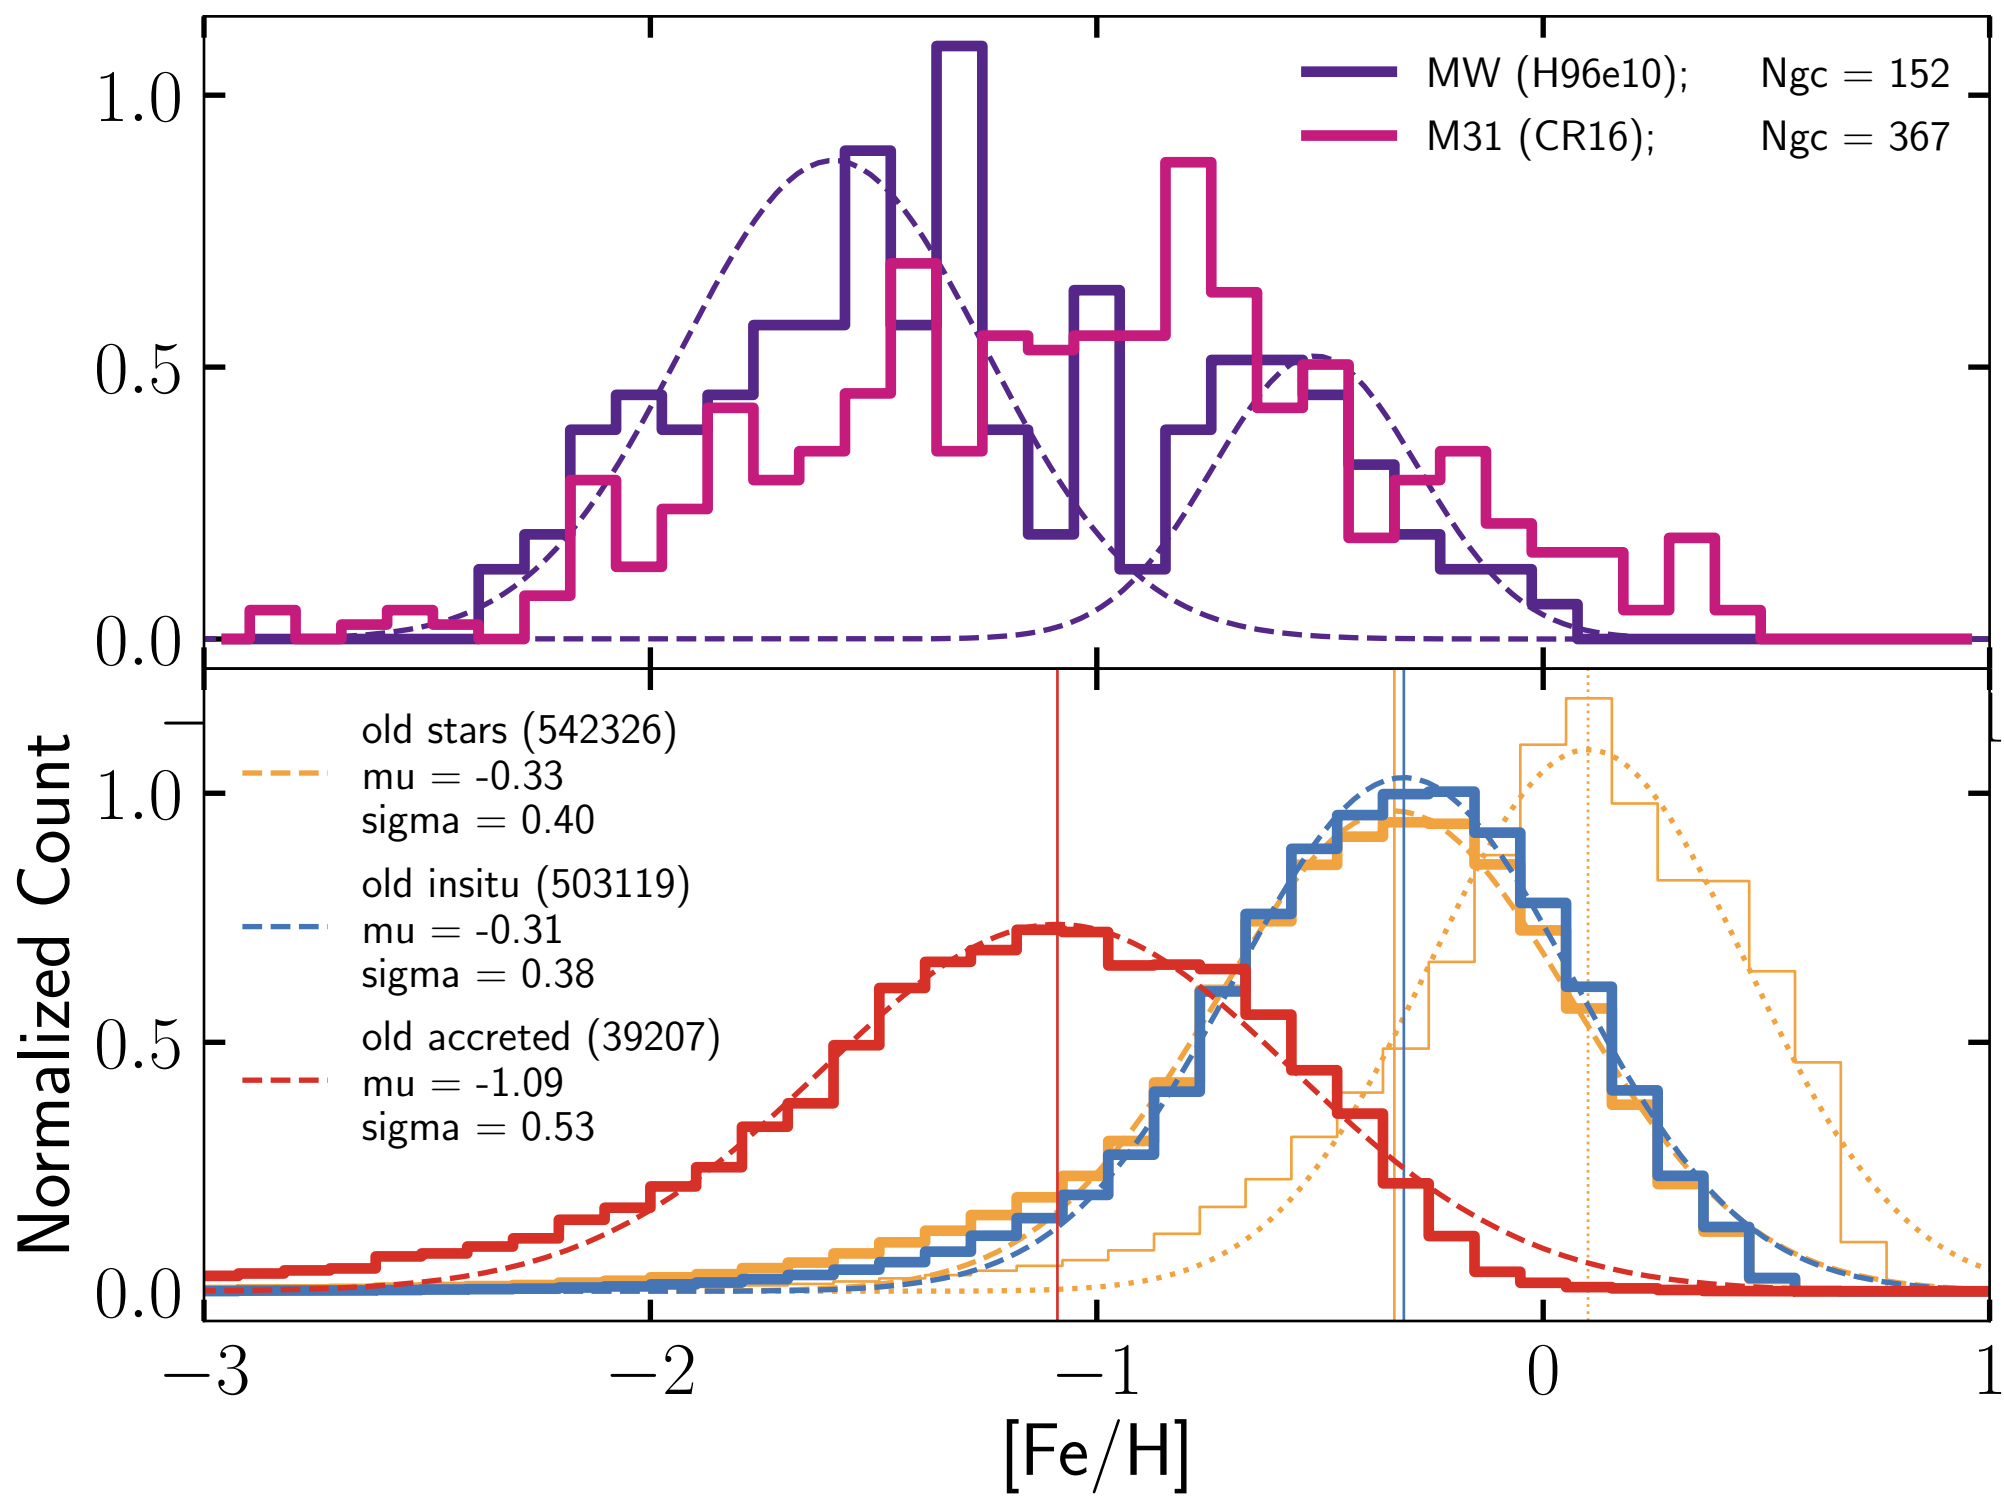 1.0
0.5
0.0
MW (H96e10); Ngc = 152
M31 (CR16); Ngc = 367
Normalized Count
1.0
0.5
0.0
old stars (542326)
mu = -0.33
sigma = 0.40
old insitu (503119)
mu = -0.31
sigma = 0.38
old accreted (39207)
mu = -1.09
sigma = 0.53
−3 −2 −1 0 1
[Fe/H]